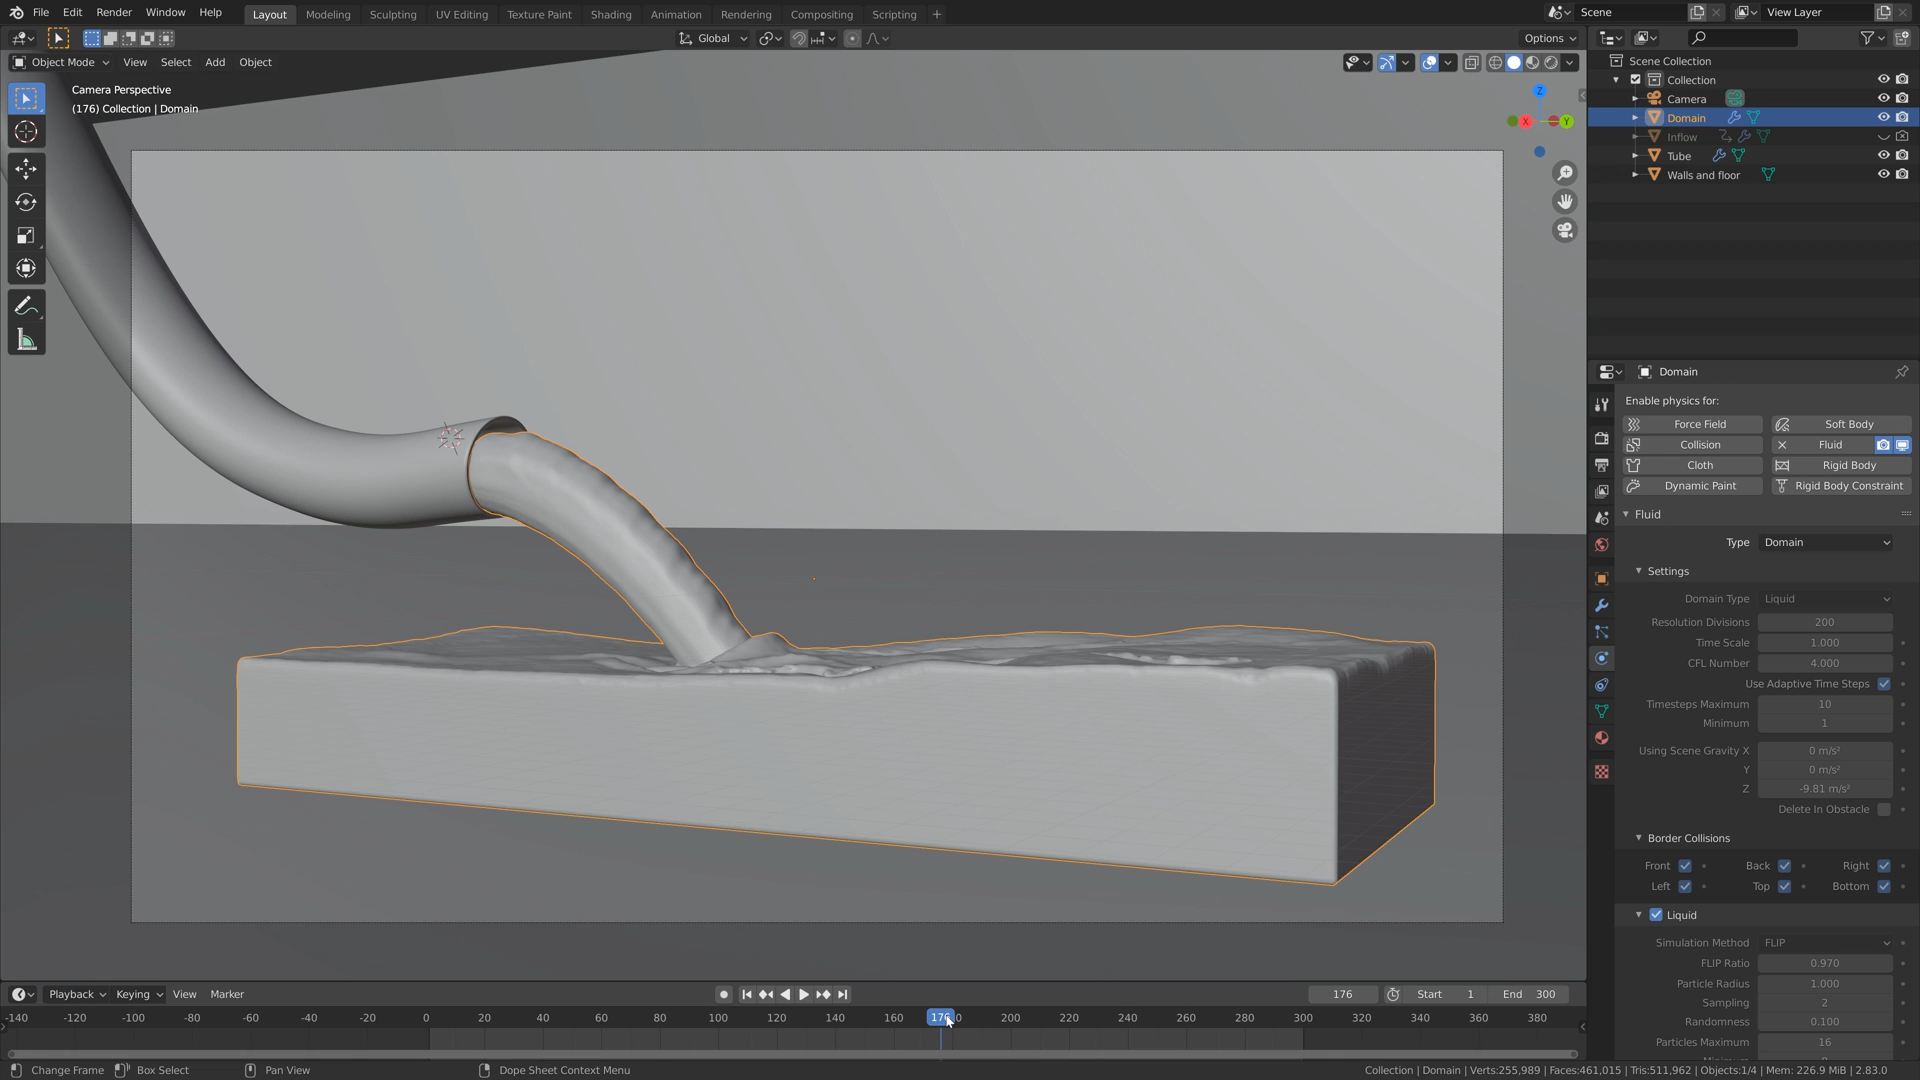 File Edit Render Window Help Layout Modeling Sculpting UV Editing Texture Paint Shading Animation Rendering Compositing Scripting + Scene View Layer
Global Options
Object Mode View Select Add Object
Camera Perspective
(176) Collection | Domain
Z
X Y
Scene Collection
Collection
Camera
Domain
Inflow
Tube
Walls and floor
Domain
Enable physics for:
Force Field Soft Body
Collision Fluid
Cloth Rigid Body
Dynamic Paint Rigid Body Constraint
Fluid
Type Domain
Settings
Domain Type Liquid
Resolution Divisions 200
Time Scale 1.000
CFL Number 4.000
Use Adaptive Time Steps
Timesteps Maximum 10
Minimum 1
Using Scene Gravity X 0 m/s²
Y 0 m/s²
Z -9.81 m/s²
Delete In Obstacle
Border Collisions
Front Back Right
Left Top Bottom
Liquid
Simulation Method FLIP
FLIP Ratio 0.970
Particle Radius 1.000
Sampling 2
Randomness 0.100
Particles Maximum 16
Playback Keying View Marker 176 Start 1 End 300
-140 -120 -100 -80 -60 -40 -20 0 20 40 60 80 100 120 140 160 176 200 220 240 260 280 300 320 340 360 380
Change Frame Box Select Pan View Dope Sheet Context Menu Collection | Domain | Verts:255,989 | Faces:461,015 | Tris:511,962 | Objects:1/4 | Mem: 226.9 MiB | 2.83.0